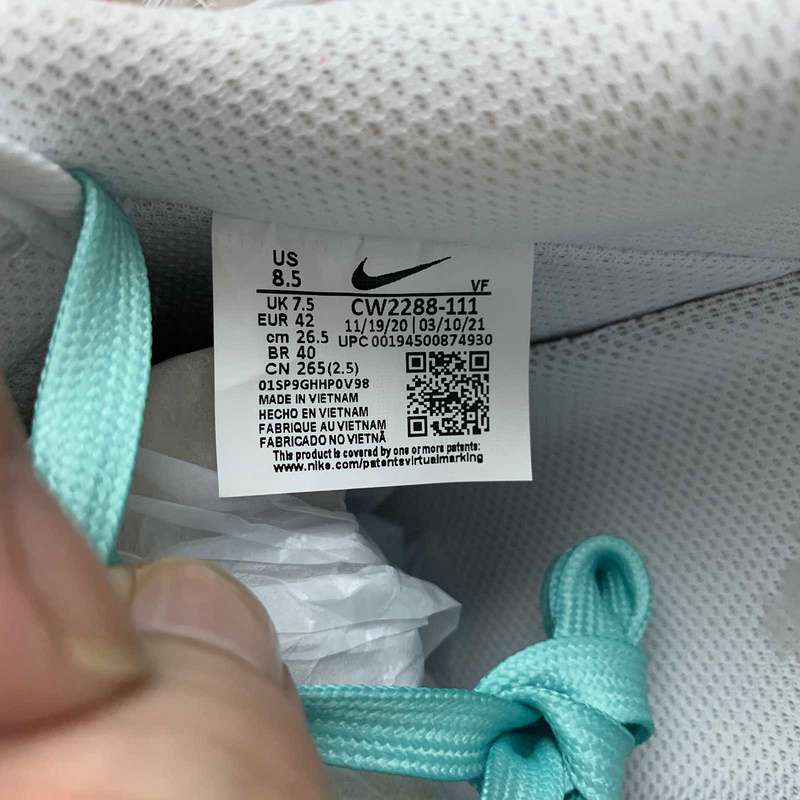 US
8.5
VF
UK 7.5
EUR 42
cm 26.5
BR 40
CN 265(2.5)
CW2288-111
11/19/20 | 03/10/21
UPC 00194500874930
01SP9GHHP0V98
MADE IN VIETNAM
HECHO EN VIETNAM
FABRIQUE AU VIETNAM
FABRICADO NO VIETNÃ
This product is covered by one or more patents:
www.nike.com/patentsvirtualmarking